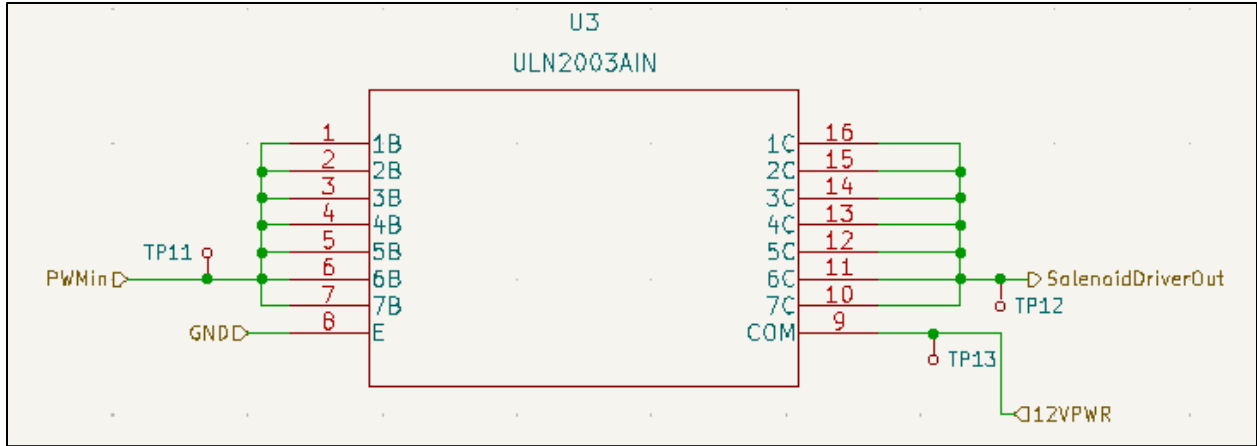 U3
ULN2003AIN
1 1B 1C 16
2 2B 2C 15
3 3B 3C 14
4 4B 4C 13
TP11 5 5B 5C 12
PWMin 6 6B 6C 11 SolenoidDriverOut
7 7B 7C 10 TP12
GND 8 E COM 9
TP13
12VPWR